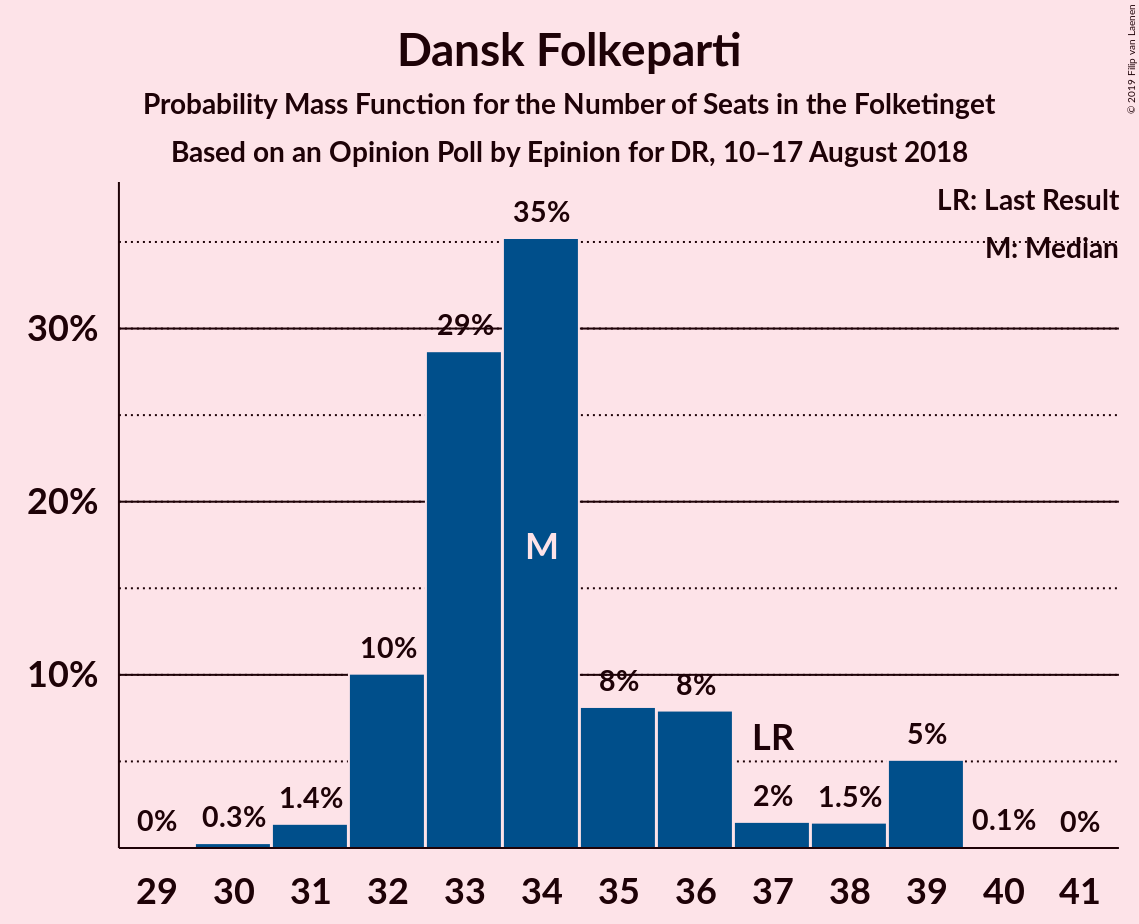 Dansk Folkeparti
Probability Mass Function for the Number of Seats in the Folketinget
Based on an Opinion Poll by Epinion for DR, 10–17 August 2018
© 2019 Filip van Laenen
LR: Last Result
M: Median
35%
30%
29%
20%
M
10%
10%
8%
8%
LR
5%
0%
0.3%
1.4%
2%
1.5%
0.1%
0%
29 30 31 32 33 34 35 36 37 38 39 40 41